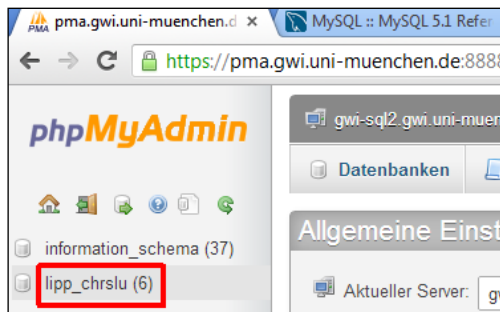 pma.gwi.uni-muenchen.d
MySQL :: MySQL 5.1 Refer
https://pma.gwi.uni-muenchen.de:8888
phpMyAdmin
gwi-sql2.gwi.uni-muen
Datenbanken
Allgemeine Einst
information_schema (37)
lipp_chrslu (6)
Aktueller Server: